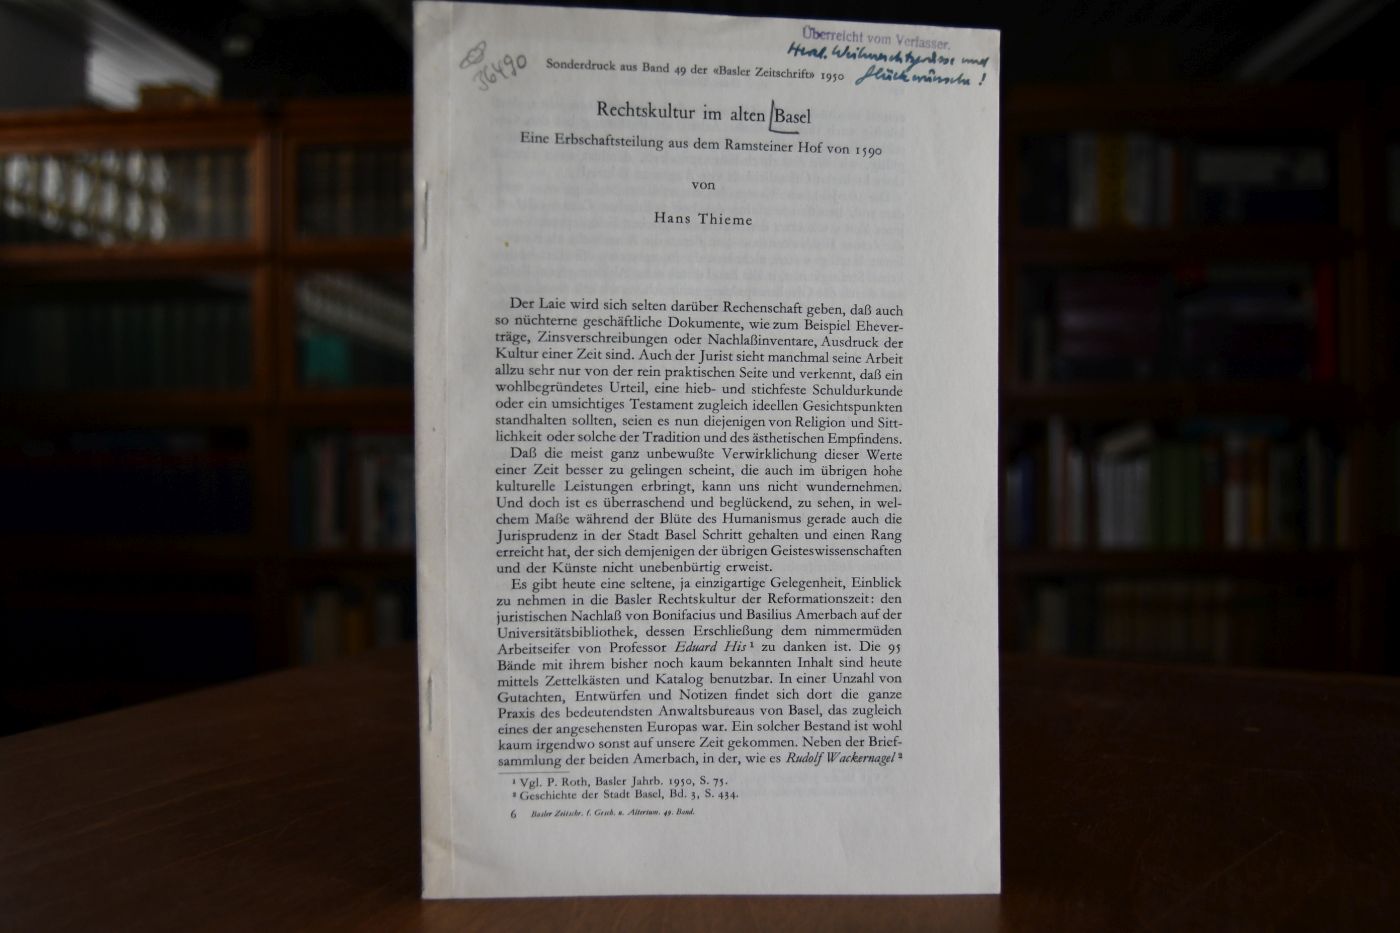 Überreicht vom Verfasser.
Herzl. Weihnachtsgrüsse und
Glückwünsche!
36490
Sonderdruck aus Band 49 der «Basler Zeitschrift» 1950
Rechtskultur im alten Basel
Eine Erbschaftsteilung aus dem Ramsteiner Hof von 1590
von
Hans Thieme
Der Laie wird sich selten darüber Rechenschaft geben, daß auch
so nüchterne geschäftliche Dokumente, wie zum Beispiel Ehever-
träge, Zinsverschreibungen oder Nachlaßinventare, Ausdruck der
Kultur einer Zeit sind. Auch der Jurist sieht manchmal seine Arbeit
allzu sehr nur von der rein praktischen Seite und verkennt, daß ein
wohlbegründetes Urteil, eine hieb- und stichfeste Schuldurkunde
oder ein umsichtiges Testament zugleich ideellen Gesichtspunkten
standhalten sollten, seien es nun diejenigen von Religion und Sitt-
lichkeit oder solche der Tradition und des ästhetischen Empfindens.
Daß die meist ganz unbewußte Verwirklichung dieser Werte
einer Zeit besser zu gelingen scheint, die auch im übrigen hohe
kulturelle Leistungen erbringt, kann uns nicht wundernehmen.
Und doch ist es überraschend und beglückend, zu sehen, in wel-
chem Maße während der Blüte des Humanismus gerade auch die
Jurisprudenz in der Stadt Basel Schritt gehalten und einen Rang
erreicht hat, der sich demjenigen der übrigen Geisteswissenschaften
und der Künste nicht unebenbürtig erweist.
Es gibt heute eine seltene, ja einzigartige Gelegenheit, Einblick
zu nehmen in die Basler Rechtskultur der Reformationszeit: den
juristischen Nachlaß von Bonifacius und Basilius Amerbach auf der
Universitätsbibliothek, dessen Erschließung dem nimmermüden
Arbeitseifer von Professor Eduard His¹ zu danken ist. Die 95
Bände mit ihrem bisher noch kaum bekannten Inhalt sind heute
mittels Zettelkästen und Katalog benutzbar. In einer Unzahl von
Gutachten, Entwürfen und Notizen findet sich dort die ganze
Praxis des bedeutendsten Anwaltsbureaus von Basel, das zugleich
eines der angesehensten Europas war. Ein solcher Bestand ist wohl
kaum irgendwo sonst auf unsere Zeit gekommen. Neben der Brief-
sammlung der beiden Amerbach, in der, wie es Rudolf Wackernagel²
¹ Vgl. P. Roth, Basler Jahrb. 1950, S. 75.
² Geschichte der Stadt Basel, Bd. 3, S. 434.
6 Basler Zeitschr. f. Gesch. u. Altertum. 49. Band.